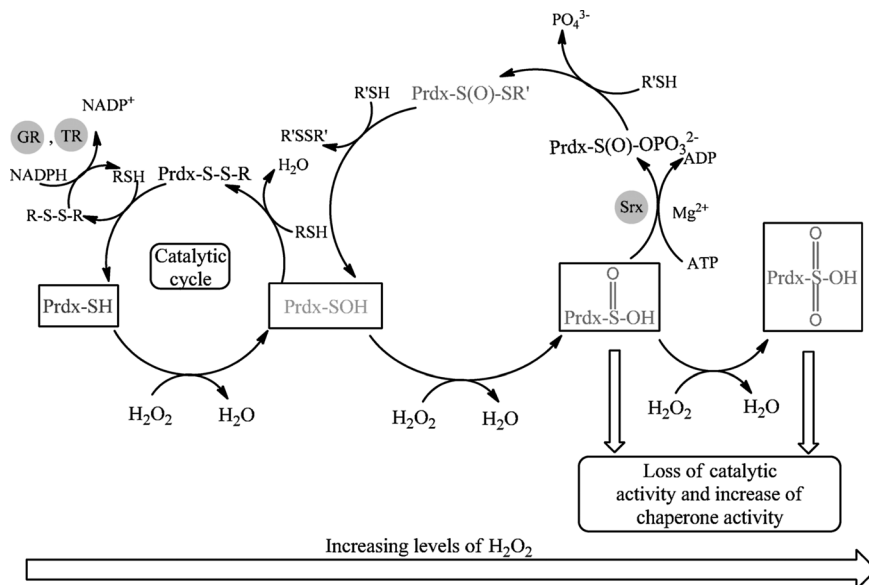 PO₄³⁻
R'SH
Prdx-S(O)-SR'
R'SH
NADP⁺
GR , TR
R'SSR'
Prdx-S(O)-OPO₃²⁻
ADP
H₂O
NADPH
RSH
Prdx-S-S-R
Srx
Mg²⁺
R-S-S-R
RSH
ATP
Catalytic
cycle
O
O
Prdx-SH
Prdx-SOH
Prdx-S-OH
Prdx-S-OH
O
H₂O₂
H₂O
H₂O₂
H₂O
H₂O₂
H₂O
Loss of catalytic
activity and increase of
chaperone activity
Increasing levels of H₂O₂